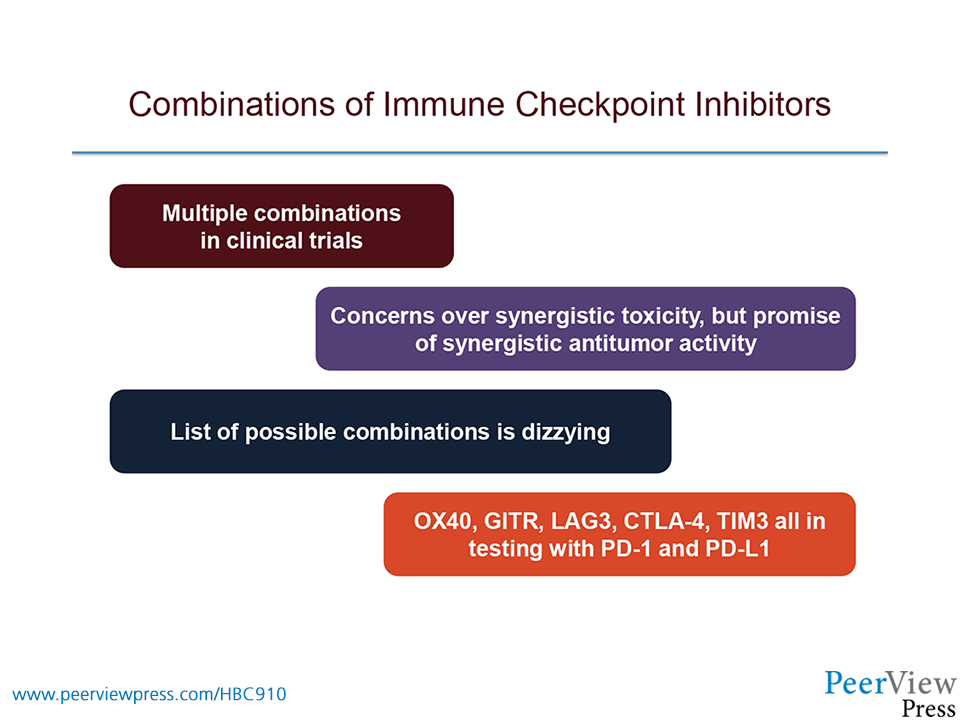 Combinations of Immune Checkpoint Inhibitors
Multiple combinations
in clinical trials
Concerns over synergistic toxicity, but promise
of synergistic antitumor activity
List of possible combinations is dizzying
OX40, GITR, LAG3, CTLA-4, TIM3 all in
testing with PD-1 and PD-L1
www.peerviewpress.com/HBC910
PeerView
Press